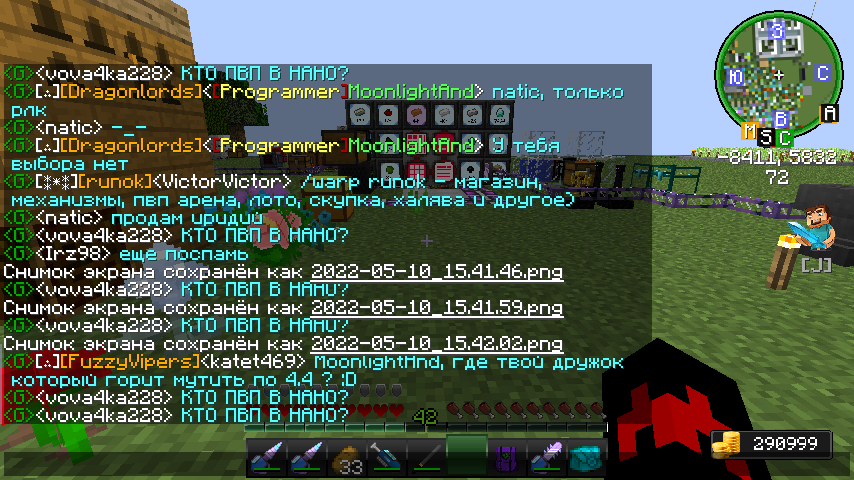 <G><vova4ka228> КТО ПВП В НАНО?
<G>[⛬][Dragonlords]<[Programmer]MoonlightAnd> natic, только
рлк
<G><natic> -_-
<G>[⛬][Dragonlords]<[Programmer]MoonlightAnd> У тебя
выбора нет
<G>[⁂][runok]<VictorVictor> /warp runok - магазин,
механизмы, пвп арена, лото, скупка, халява и другое)
<G><natic> продам иридий
<G><vova4ka228> КТО ПВП В НАНО?
<G><Irz98> еще поспамь
Снимок экрана сохранён как 2022-05-10_15.41.46.png
<G><vova4ka228> КТО ПВП В НАНО?
Снимок экрана сохранён как 2022-05-10_15.41.59.png
<G><vova4ka228> КТО ПВП В НАНО?
Снимок экрана сохранён как 2022-05-10_15.42.02.png
<G>[⛬][FuzzyVipers]<katet469> MoonlightAnd, где твой дружок
который горит мутить по 4.4 ? :D
<G><vova4ka228> КТО ПВП В НАНО?
<G><vova4ka228> КТО ПВП В НАНО?
З
Ю
С
В
М
S
C
A
-8411, 5832
72
[J]
42
33
290999